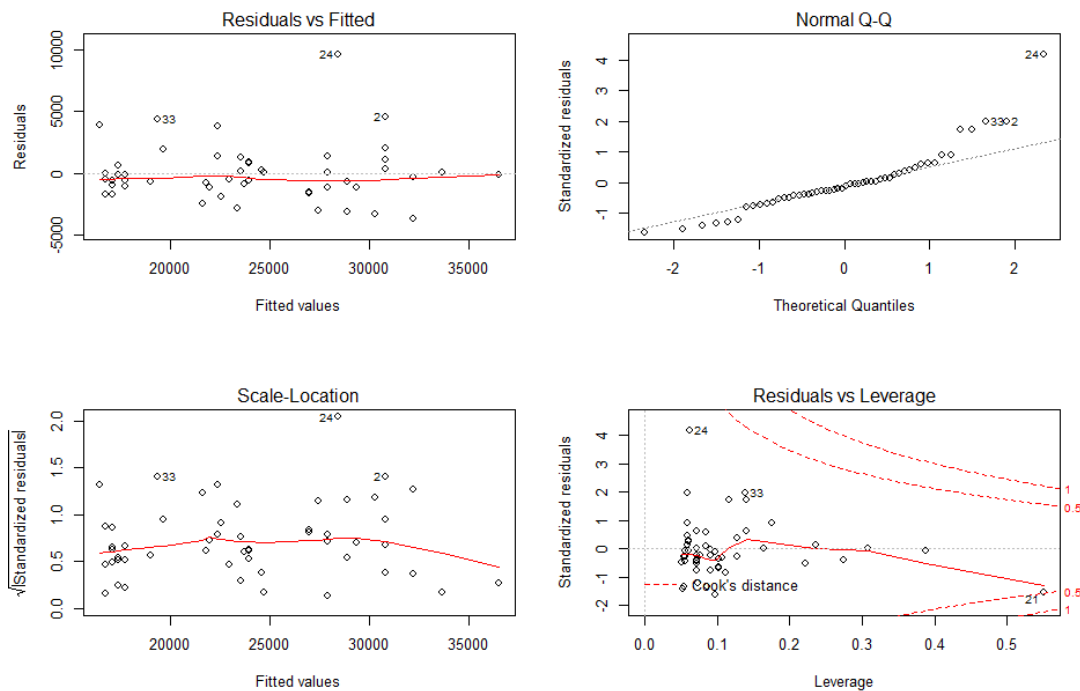 Residuals vs Fitted
Residuals
10000
5000
0
-5000
24
33
2
20000 25000 30000 35000
Fitted values
Normal Q-Q
Standardized residuals
4
3
2
1
0
-1
24
33 2
-2 -1 0 1 2
Theoretical Quantiles
Scale-Location
√|Standardized residuals|
2.0
1.5
1.0
0.5
0.0
24
33
2
20000 25000 30000 35000
Fitted values
Residuals vs Leverage
Standardized residuals
4
3
2
1
0
-1
-2
24
33
21
1
0.5
0.5
1
Cook's distance
0.0 0.1 0.2 0.3 0.4 0.5
Leverage